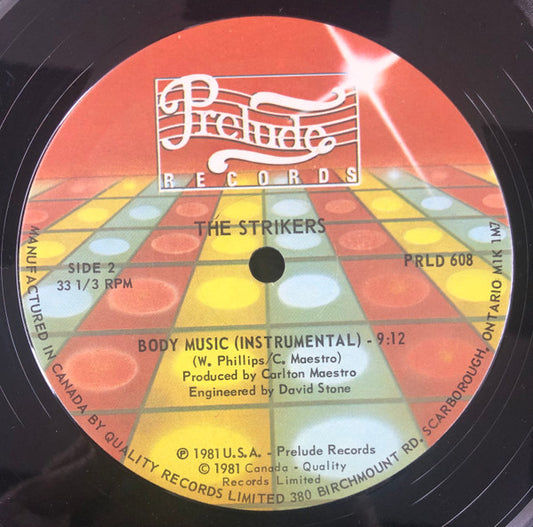 Prelude
RECORDS
THE STRIKERS
SIDE 2
33 1/3 RPM
PRLD 608
BODY MUSIC (INSTRUMENTAL) - 9:12
(W. Phillips/C. Maestro)
Produced by Carlton Maestro
Engineered by David Stone
℗ 1981 U.S.A. - Prelude Records
© 1981 Canada - Quality
Records Limited
MANUFACTURED IN CANADA BY QUALITY RECORDS LIMITED 380 BIRCHMOUNT RD. SCARBOROUGH, ONTARIO M1K 1M7